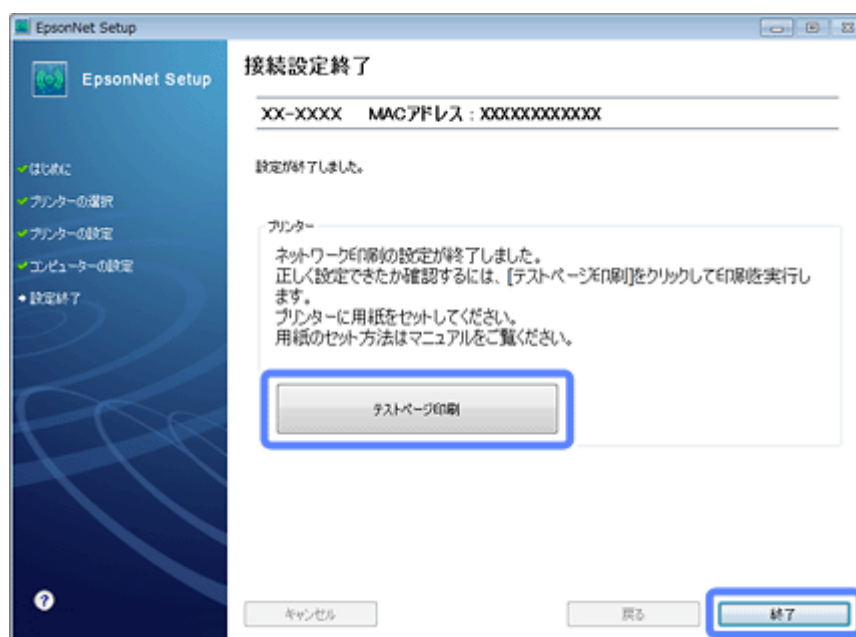 EpsonNet Setup
EpsonNet Setup
接続設定終了
XX-XXXX MACアドレス : XXXXXXXXXXXX
はじめに
プリンターの選択
プリンターの設定
コンピューターの設定
設定終了
設定が終了しました。
プリンター
ネットワーク印刷の設定が終了しました。
正しく設定できたか確認するには、[テストページ印刷]をクリックして印刷を実行し
ます。
プリンターに用紙をセットしてください。
用紙のセット方法はマニュアルをご覧ください。
テストページ印刷
?
キャンセル
戻る
終了